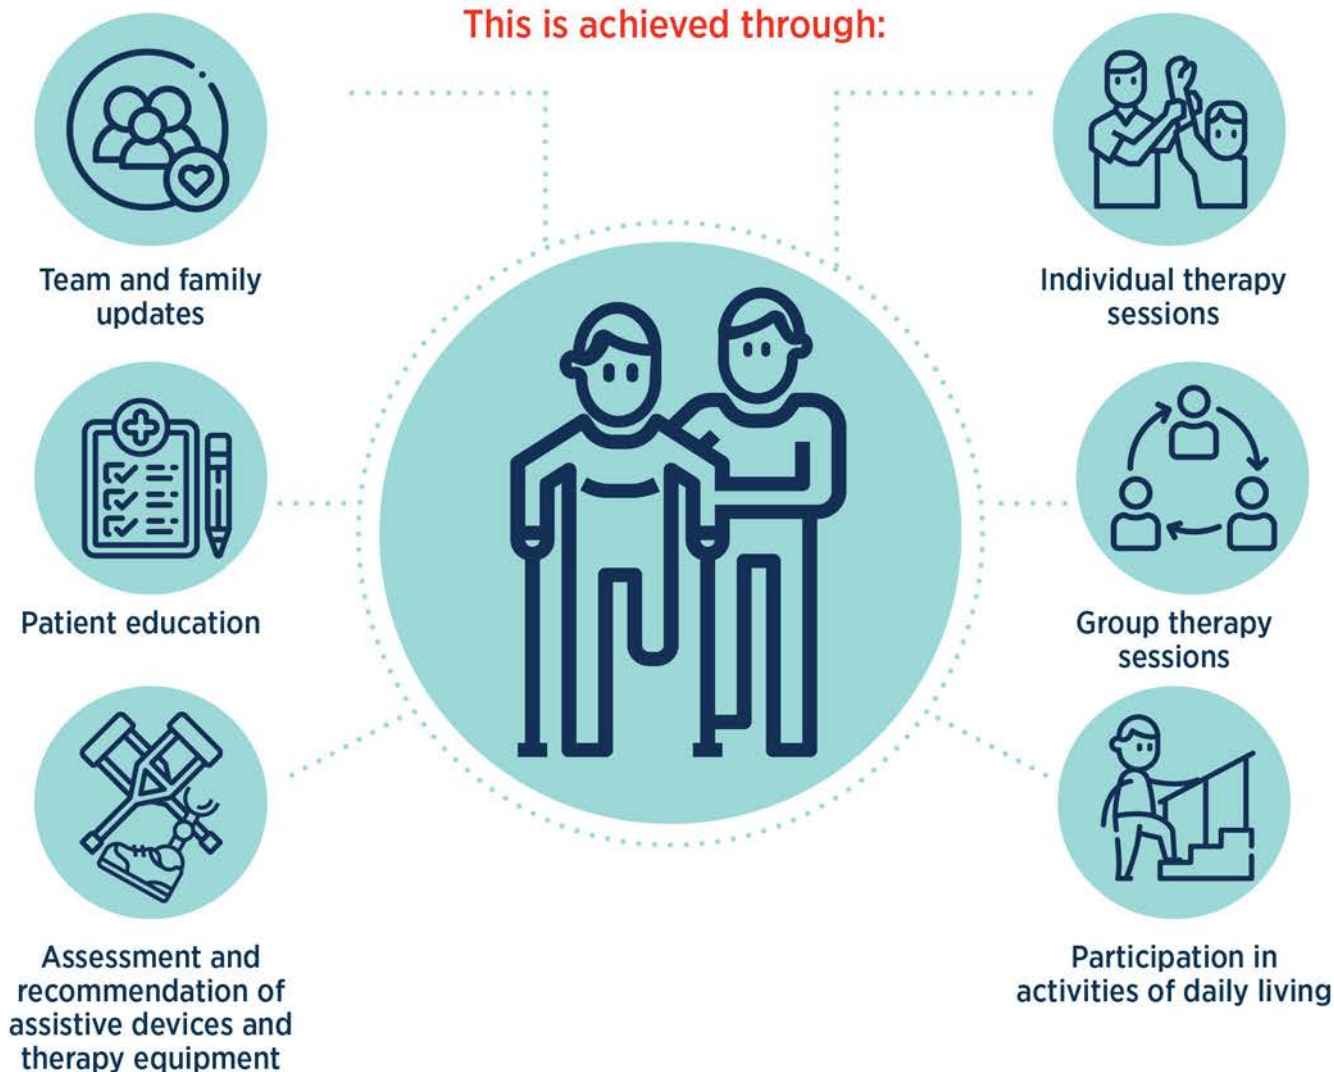 This is achieved through:
Team and family
updates
Patient education
Assessment and
recommendation of
assistive devices and
therapy equipment
Individual therapy
sessions
Group therapy
sessions
Participation in
activities of daily living